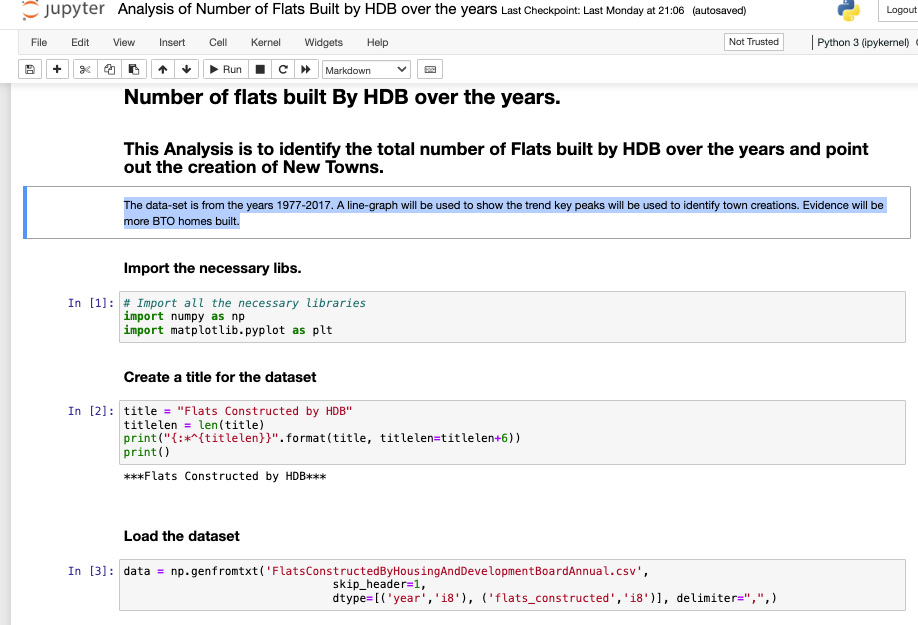 jupyter Analysis of Number of Flats Built by HDB over the years Last Checkpoint: Last Monday at 21:06 (autosaved) Logout
File Edit View Insert Cell Kernel Widgets Help Not Trusted Python 3 (ipykernel)
Run Markdown
Number of flats built By HDB over the years.
This Analysis is to identify the total number of Flats built by HDB over the years and point
out the creation of New Towns.
The data-set is from the years 1977-2017. A line-graph will be used to show the trend key peaks will be used to identify town creations. Evidence will be
more BTO homes built.
Import the necessary libs.
In [1]: # Import all the necessary libraries
import numpy as np
import matplotlib.pyplot as plt
Create a title for the dataset
In [2]: title = "Flats Constructed by HDB"
titlelen = len(title)
print("{:*^{titlelen}}".format(title, titlelen=titlelen+6))
print()
***Flats Constructed by HDB***
Load the dataset
In [3]: data = np.genfromtxt('FlatsConstructedByHousingAndDevelopmentBoardAnnual.csv',
skip_header=1,
dtype=[('year','i8'), ('flats_constructed','i8')], delimiter=",",)